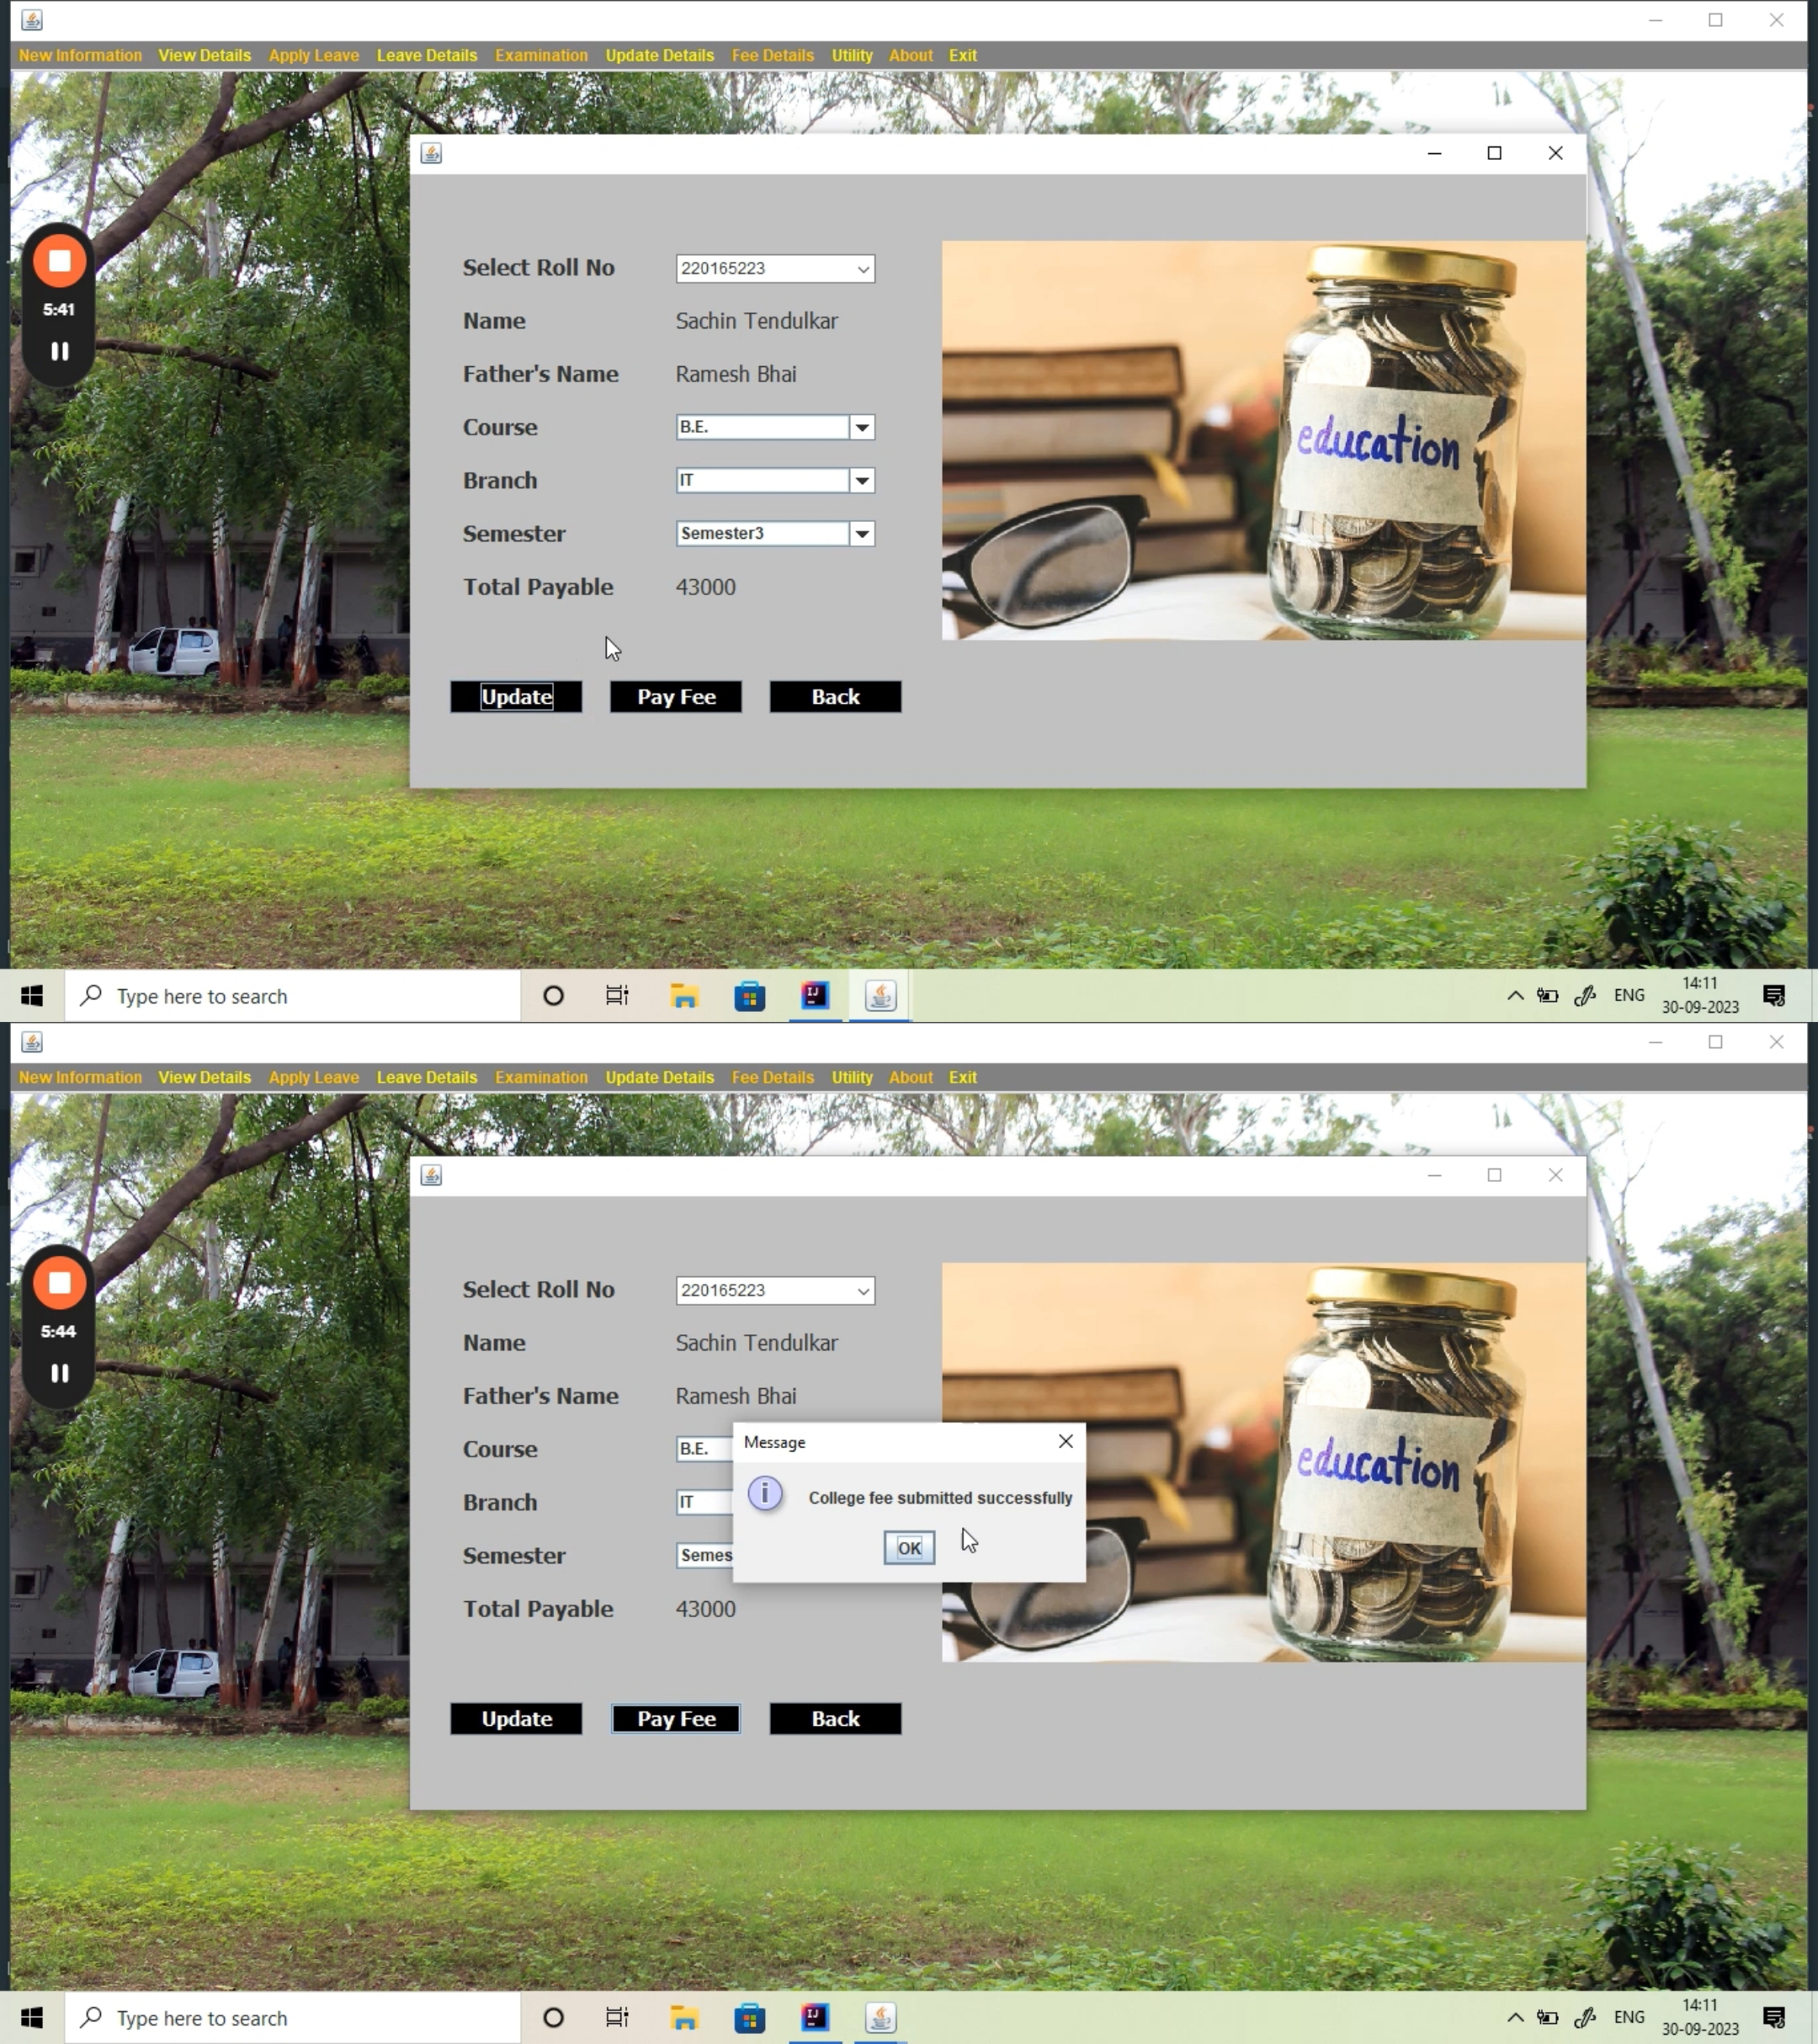 New Information View Details Apply Leave Leave Details Examination Update Details Fee Details Utility About Exit
5:41
Select Roll No 220165223
Name Sachin Tendulkar
Father's Name Ramesh Bhai
Course B.E.
Branch IT
Semester Semester3
Total Payable 43000
education
Update Pay Fee Back
Type here to search
IJ
ENG
14:11
30-09-2023
New Information View Details Apply Leave Leave Details Examination Update Details Fee Details Utility About Exit
5:44
Select Roll No 220165223
Name Sachin Tendulkar
Father's Name Ramesh Bhai
Course B.E.
Branch IT
Semester Semes
Total Payable 43000
Message
College fee submitted successfully
OK
education
Update Pay Fee Back
Type here to search
IJ
ENG
14:11
30-09-2023